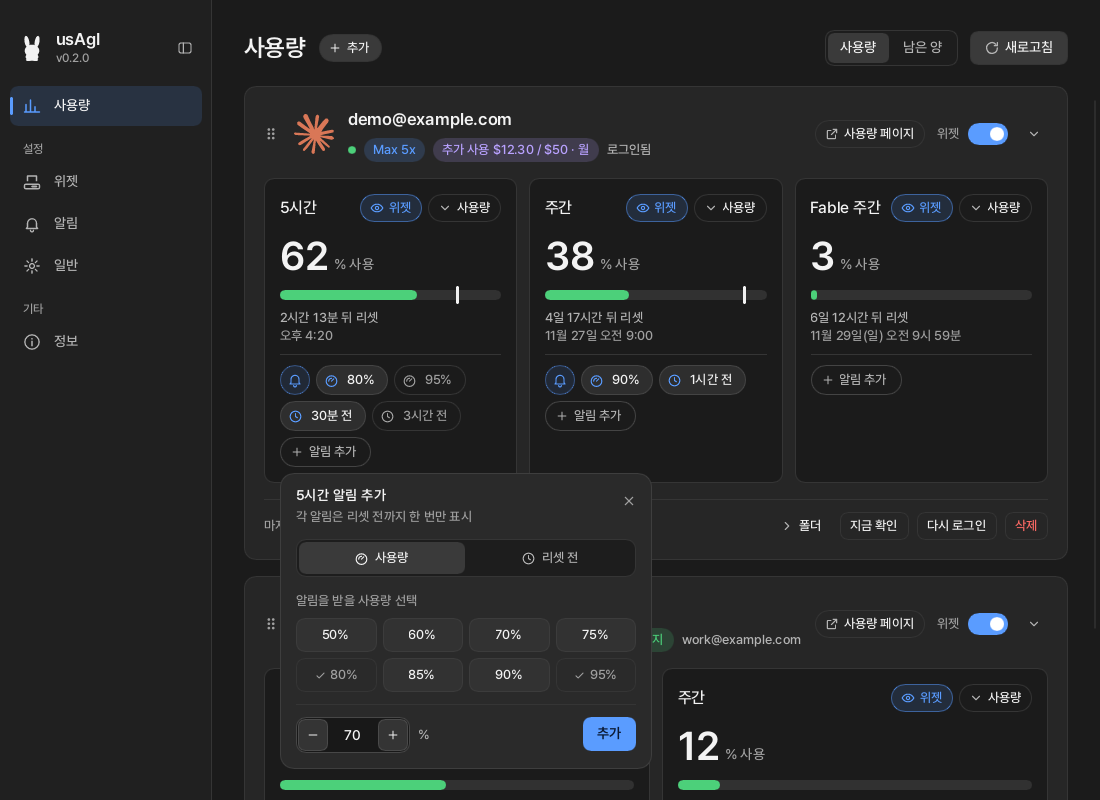 usAgl
v0.2.0
사용량
설정
위젯
알림
일반
기타
정보
사용량
+ 추가
사용량 남은 양
새로고침
demo@example.com
Max 5x 추가 사용 $12.30 / $50 · 월 로그인됨
사용량 페이지 위젯
5시간 위젯 사용량
62 % 사용
2시간 13분 뒤 리셋
오후 4:20
80% 95%
30분 전 3시간 전
+ 알림 추가
주간 위젯 사용량
38 % 사용
4일 17시간 뒤 리셋
11월 27일 오전 9:00
90% 1시간 전
+ 알림 추가
Fable 주간 위젯 사용량
3 % 사용
6일 12시간 뒤 리셋
11월 29일(일) 오전 9시 59분
+ 알림 추가
폴더 지금 확인 다시 로그인 삭제
5시간 알림 추가
각 알림은 리셋 전까지 한 번만 표시
사용량 리셋 전
알림을 받을 사용량 선택
50% 60% 70% 75%
80% 85% 90% 95%
− 70 + %
추가
지 work@example.com
사용량 페이지 위젯
주간 위젯 사용량
12 % 사용